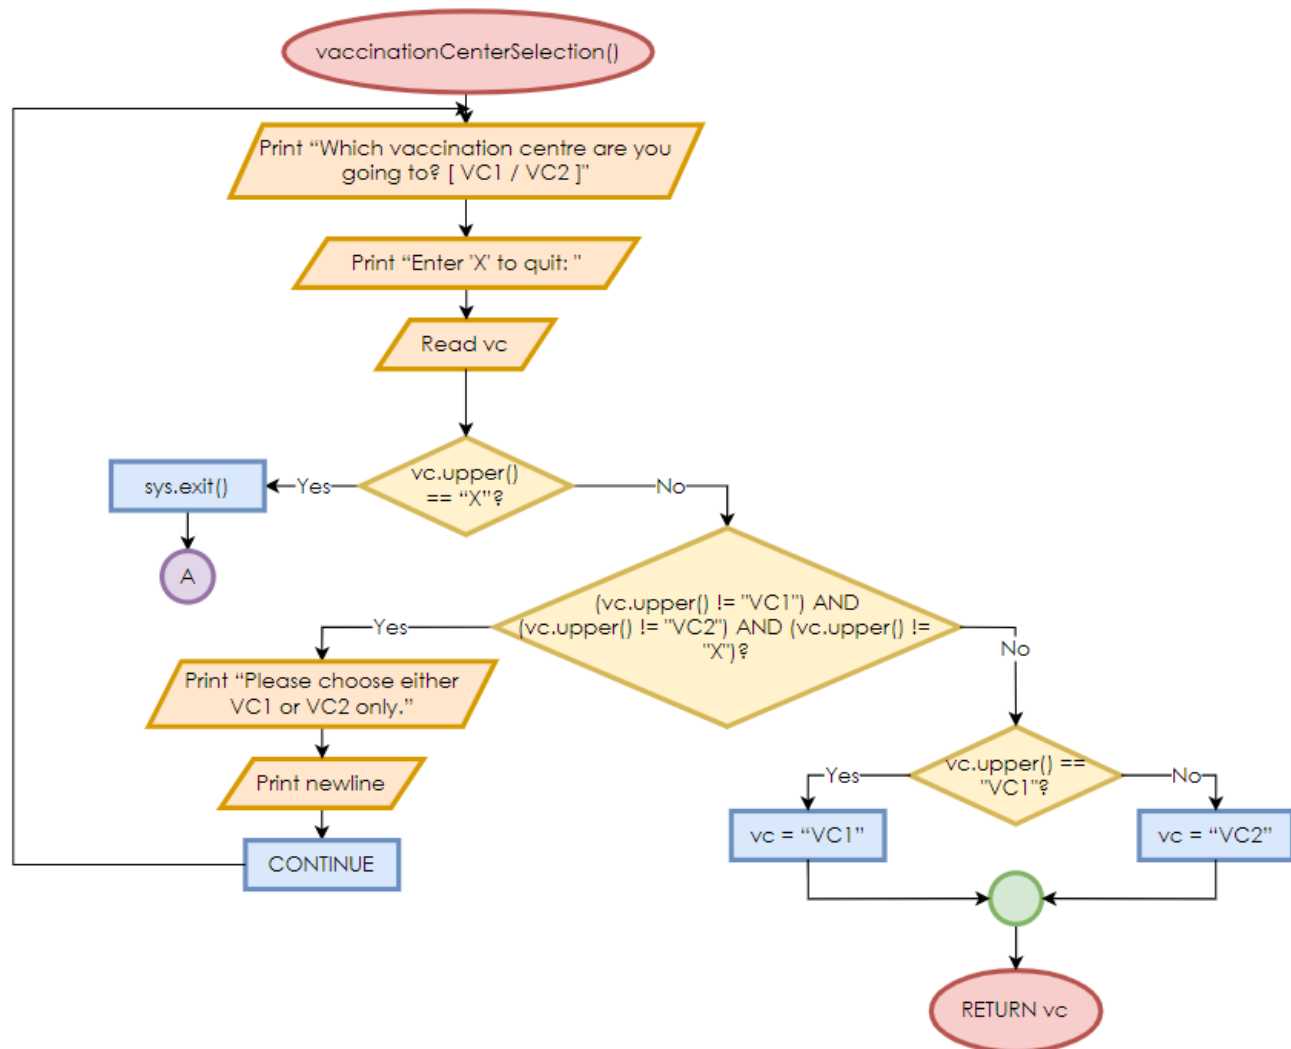 vaccinationCenterSelection()
Print “Which vaccination centre are you
going to? [ VC1 / VC2 ]"
Print “Enter 'X' to quit: "
Read vc
vc.upper()
== “X”?
Yes
No
sys.exit()
A
(vc.upper() != "VC1") AND
(vc.upper() != "VC2") AND (vc.upper() !=
"X")?
Yes
No
Print “Please choose either
VC1 or VC2 only.”
Print newline
CONTINUE
vc.upper() ==
"VC1"?
Yes
No
vc = “VC1”
vc = “VC2”
RETURN vc